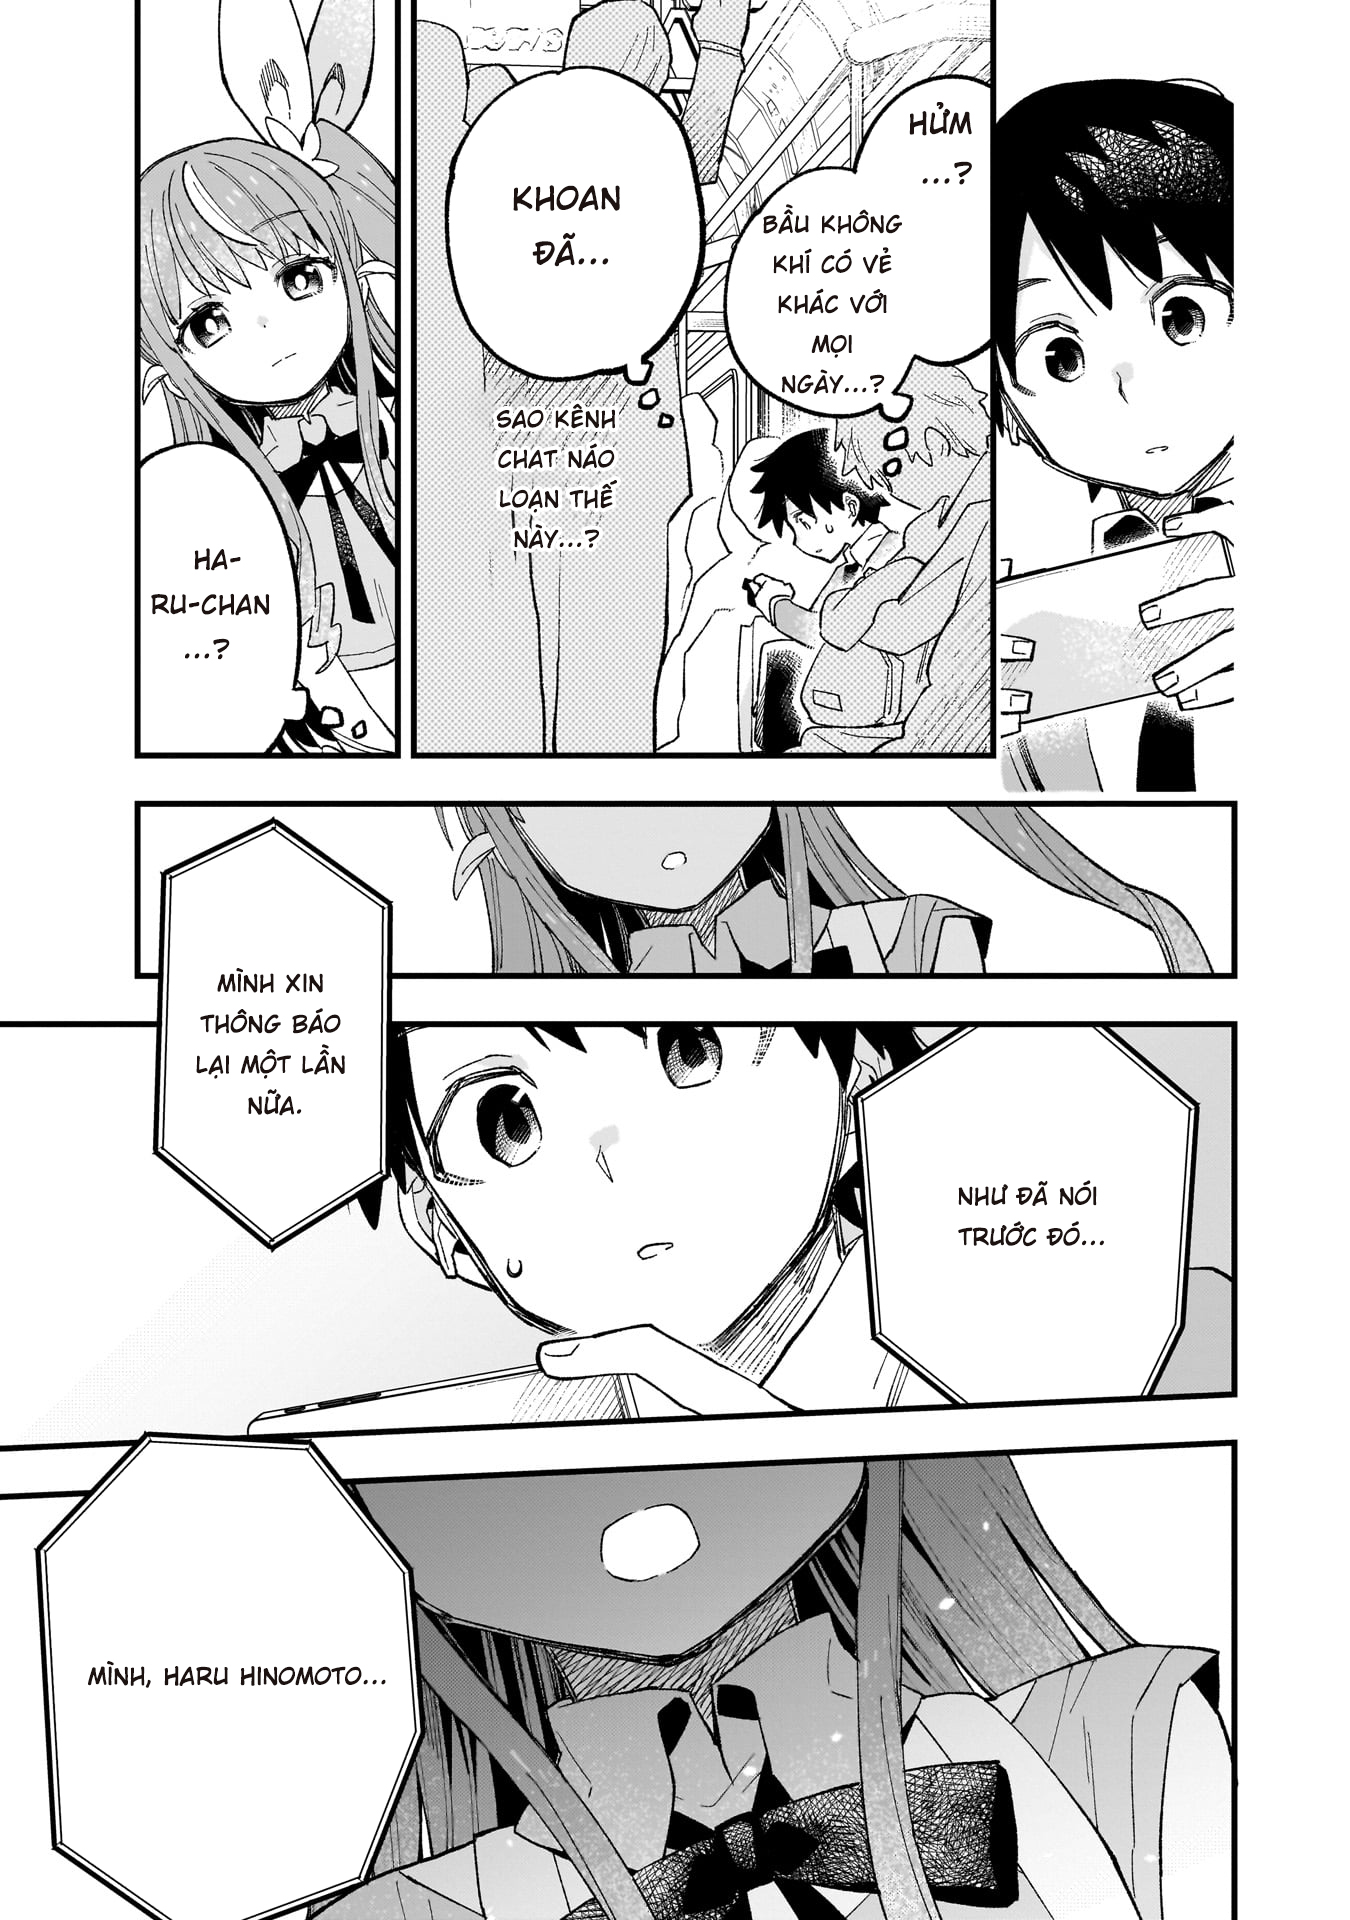 HỬM
...?
BẦU KHÔNG
KHÍ CÓ VẺ
KHÁC VỚI
MỌI
NGÀY...?
KHOAN
ĐÃ...
SAO KÊNH
CHAT NÁO
LOẠN THẾ
NÀY...?
HA-
RU-CHAN
...?
MÌNH XIN
THÔNG BÁO
LẠI MỘT LẦN
NỮA.
NHƯ ĐÃ NÓI
TRƯỚC ĐÓ...
MÌNH, HARU HINOMOTO...